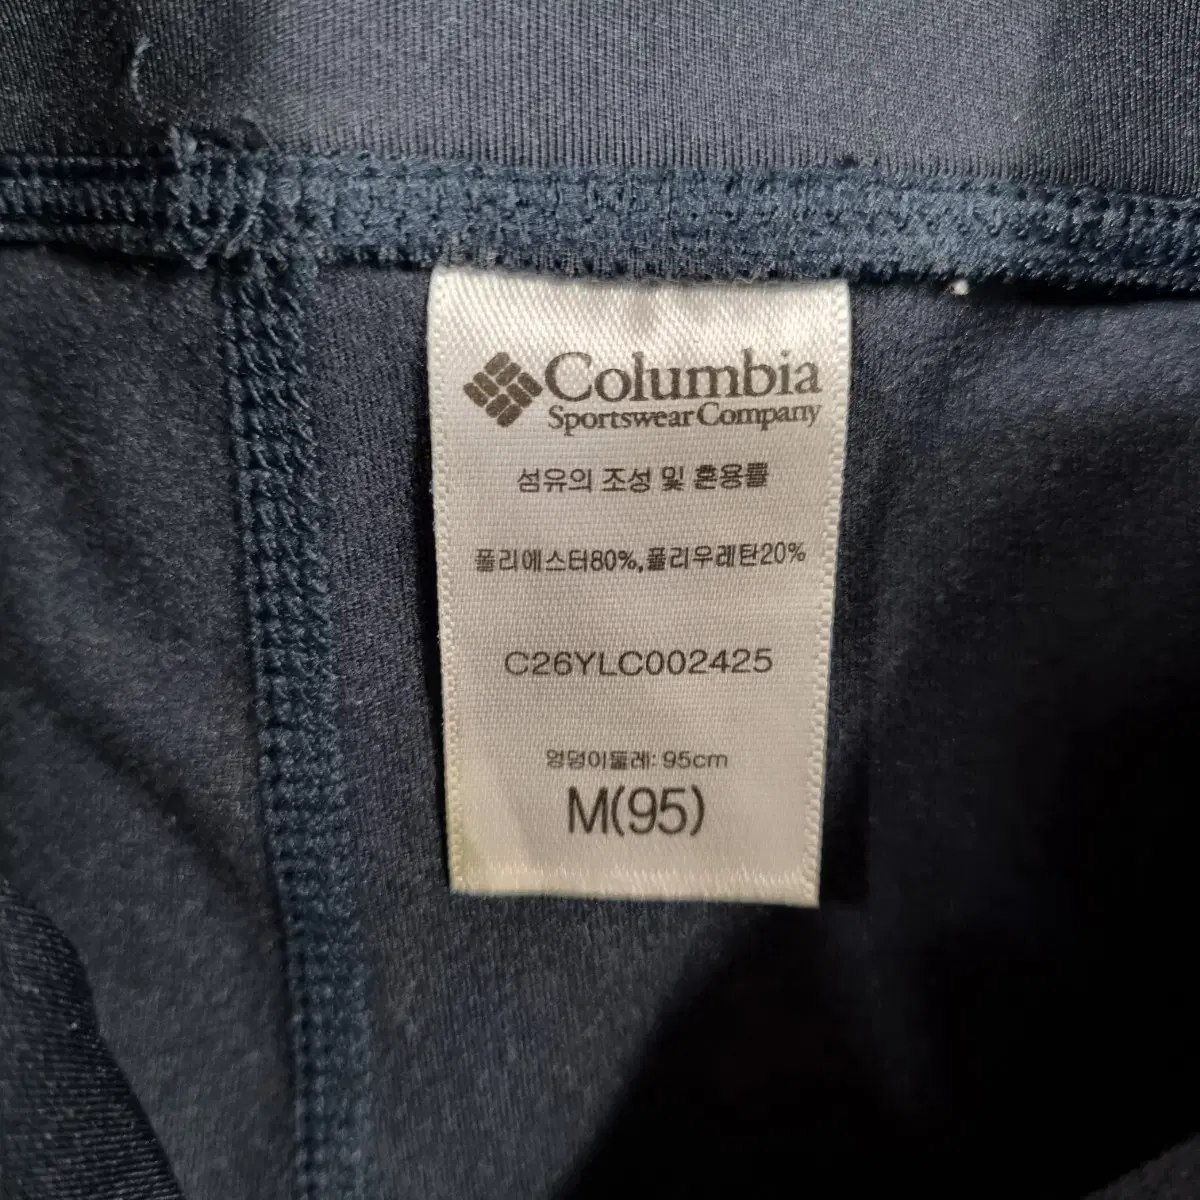 Columbia
Sportswear Company
섬유의 조성 및 혼용률
폴리에스터80%,폴리우레탄20%
C26YLC002425
엉덩이둘레: 95cm
M(95)